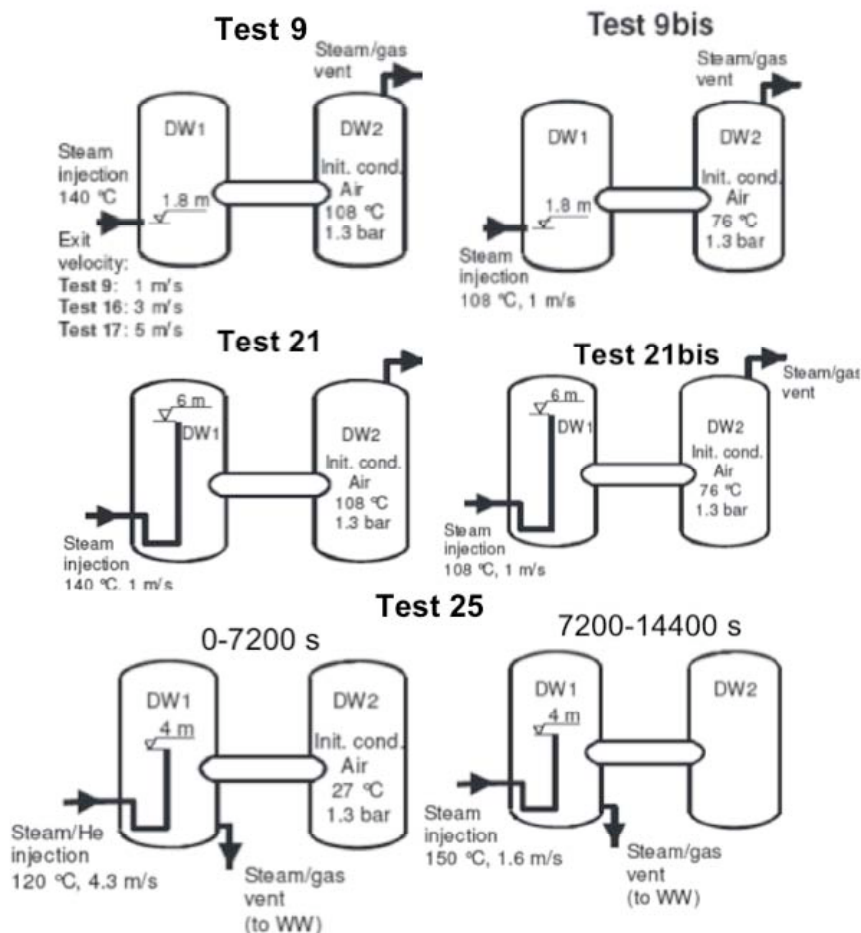 Test 9
Steam/gas
vent
DW1
DW2
Steam
injection
140 °C
1.8 m
Init. cond.
Air
108 °C
1.3 bar
Exit
velocity:
Test 9: 1 m/s
Test 16: 3 m/s
Test 17: 5 m/s
Test 9bis
Steam/gas
vent
DW1
DW2
1.8 m
Init. cond.
Air
76 °C
1.3 bar
Steam
injection
108 °C, 1 m/s
Test 21
6 m
DW1
DW2
Init. cond.
Air
108 °C
1.3 bar
Steam
injection
140 °C, 1 m/s
Test 21bis
Steam/gas
vent
6 m
DW1
DW2
Init. cond.
Air
76 °C
1.3 bar
Steam
injection
108 °C, 1 m/s
Test 25
0-7200 s
DW1
DW2
4 m
Init. cond.
Air
27 °C
1.3 bar
Steam/He
injection
120 °C, 4.3 m/s
Steam/gas
vent
(to WW)
7200-14400 s
DW1
DW2
4 m
Steam
injection
150 °C, 1.6 m/s
Steam/gas
vent
(to WW)